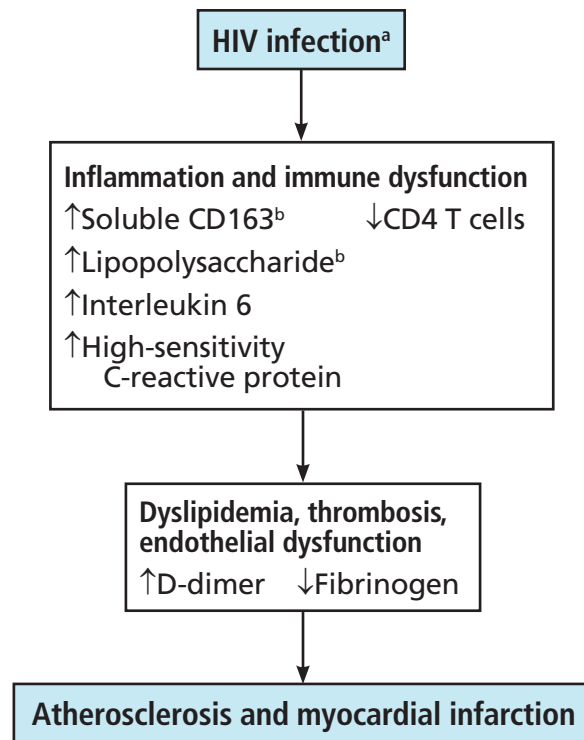 HIV infectionᵃ
Inflammation and immune dysfunction
↑Soluble CD163ᵇ ↓CD4 T cells
↑Lipopolysaccharideᵇ
↑Interleukin 6
↑High-sensitivity
C-reactive protein
Dyslipidemia, thrombosis,
endothelial dysfunction
↑D-dimer ↓Fibrinogen
Atherosclerosis and myocardial infarction